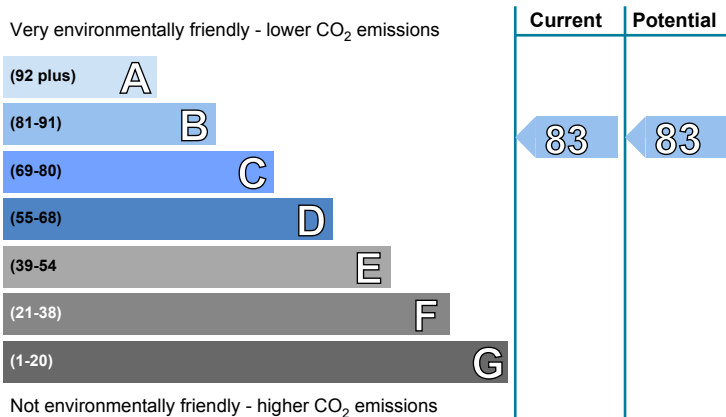 Current Potential
Very environmentally friendly - lower CO₂ emissions
(92 plus) A
(81-91) B
83 83
(69-80) C
(55-68) D
(39-54 E
(21-38) F
(1-20) G
Not environmentally friendly - higher CO₂ emissions